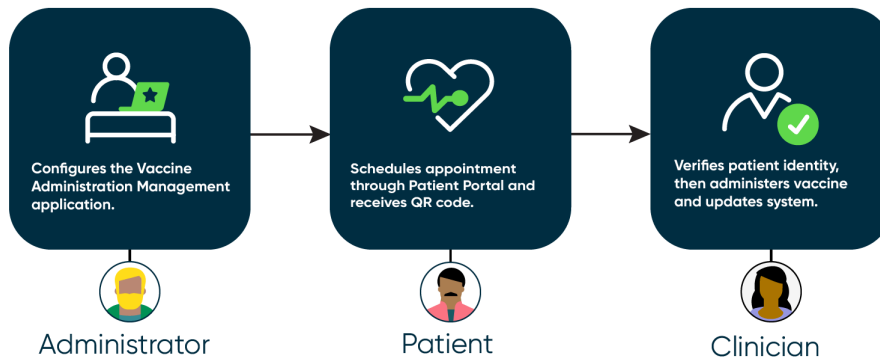 Configures the Vaccine
Administration Management
application.
Schedules appointment
through Patient Portal and
receives QR code.
Verifies patient identity,
then administers vaccine
and updates system.
Administrator
Patient
Clinician